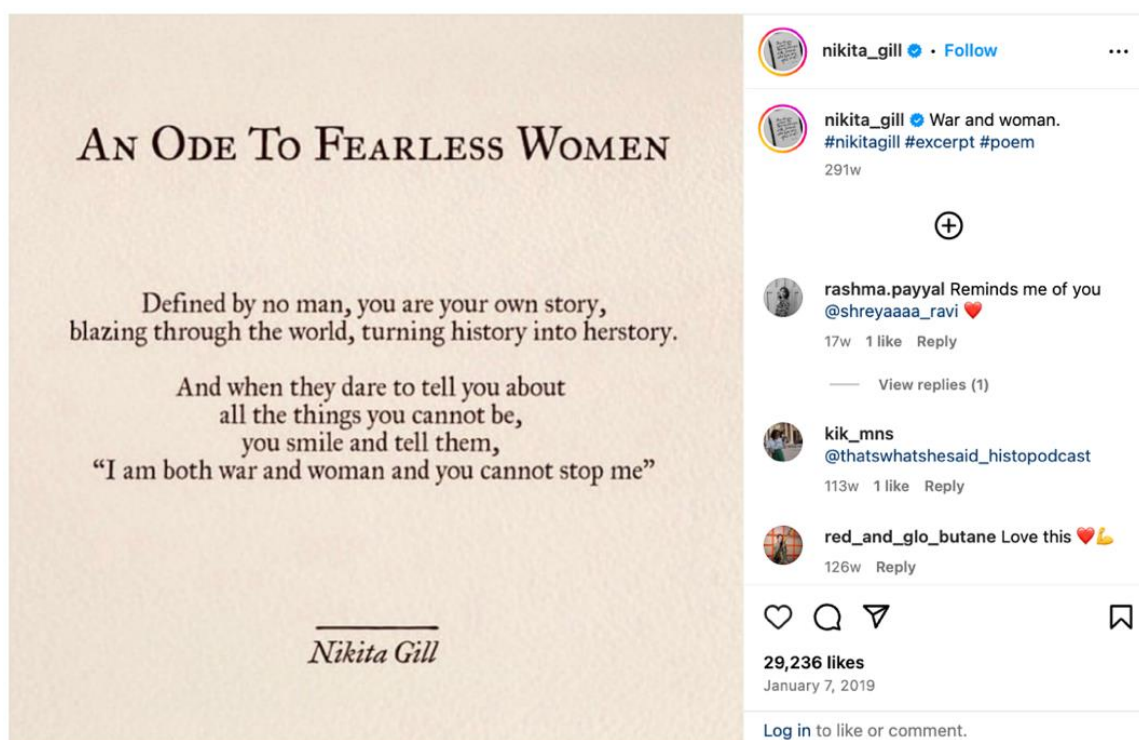 AN ODE TO FEARLESS WOMEN
Defined by no man, you are your own story,
blazing through the world, turning history into herstory.
And when they dare to tell you about
all the things you cannot be,
you smile and tell them,
“I am both war and woman and you cannot stop me”
Nikita Gill
nikita_gill • Follow
nikita_gill War and woman.
#nikitagill #excerpt #poem
291w
rashma.payyal Reminds me of you
@shreyaaaa_ravi ❤️
17w 1 like Reply
View replies (1)
kik_mns
@thatswhatshesaid_histopodcast
113w 1 like Reply
red_and_glo_butane Love this ❤️💪
126w Reply
29,236 likes
January 7, 2019
Log in to like or comment.